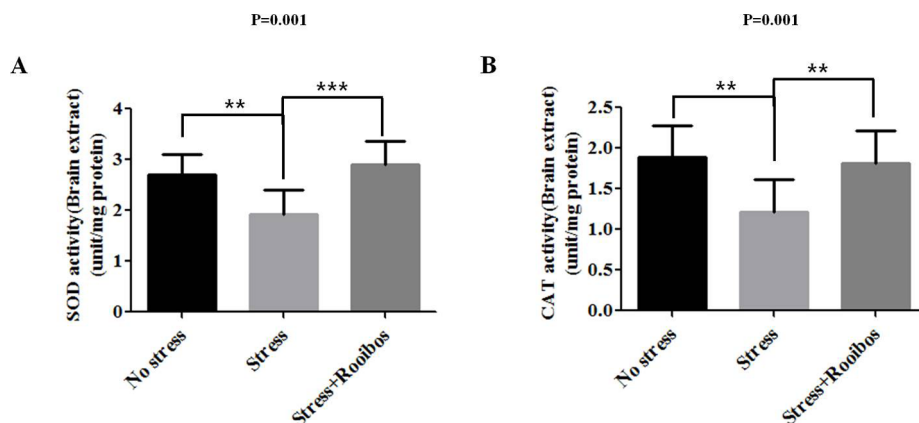 P=0.001
A
**
***
SOD activity(Brain extract)
(unit/mg protein)
4
3
2
1
0
No stress
Stress
Stress+Rooibos
P=0.001
B
**
**
CAT activity(Brain extract)
(unit/mg protein)
2.5
2.0
1.5
1.0
0.5
0.0
No stress
Stress
Stress+Rooibos